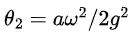 θ₂ = aω²/2g²